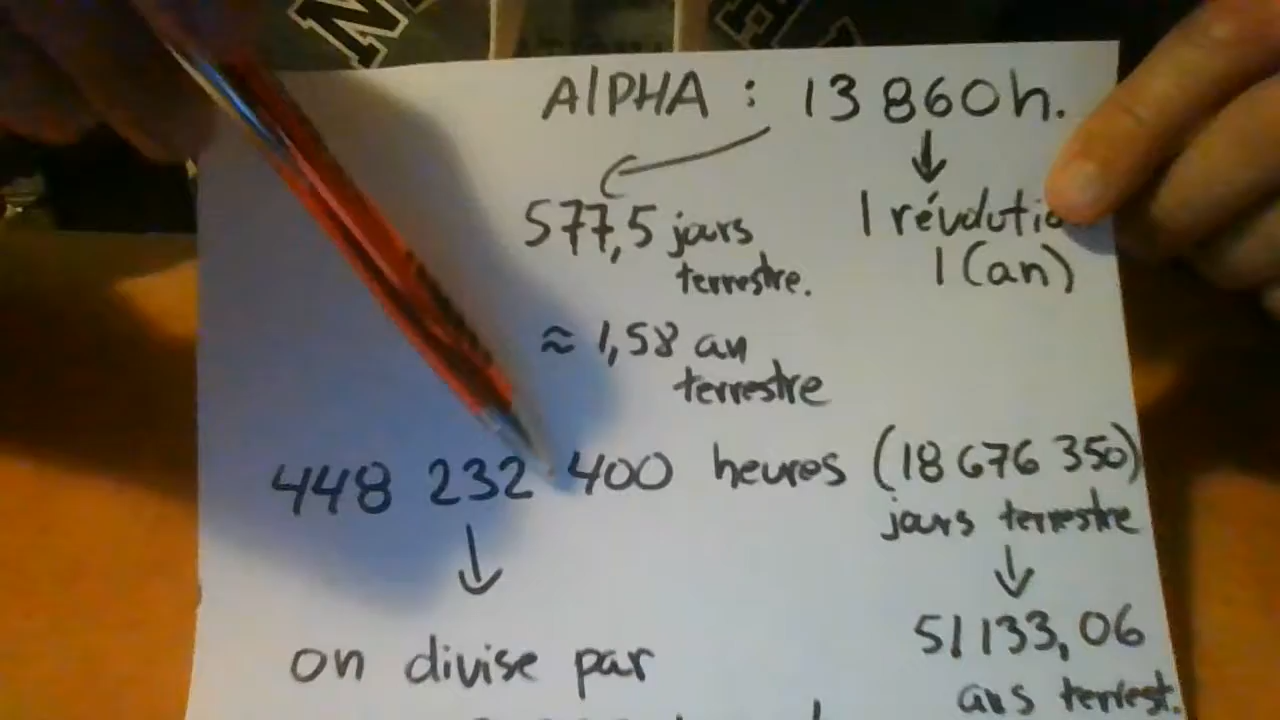 AlPHA : 13 860h.
577,5 jours
terrestre.
1 révolutio
1 (an)
≈ 1,58 an
terrestre
448 232 400 heures (18 676 350)
jours terrestre
51 133,06
ans terrest.
on divise par